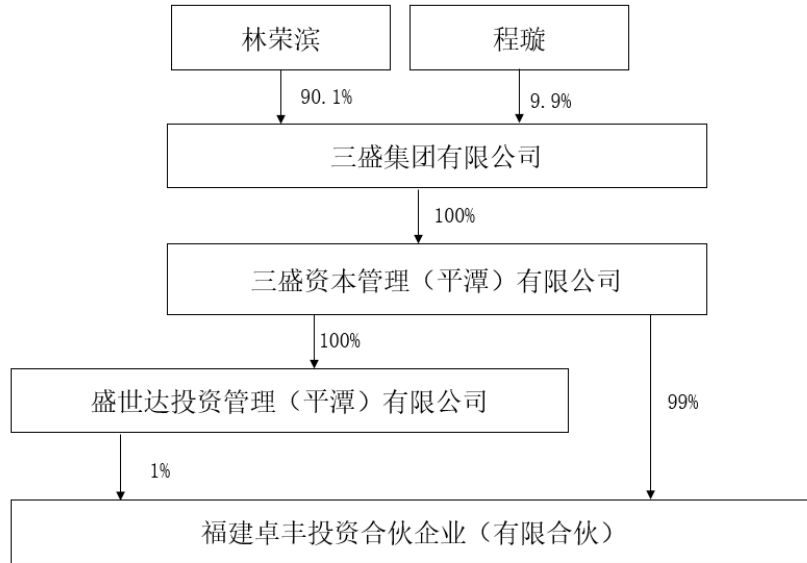 林荣滨
程璇
90.1%
9.9%
三盛集团有限公司
100%
三盛资本管理（平潭）有限公司
100%
盛世达投资管理（平潭）有限公司
99%
1%
福建卓丰投资合伙企业（有限合伙）